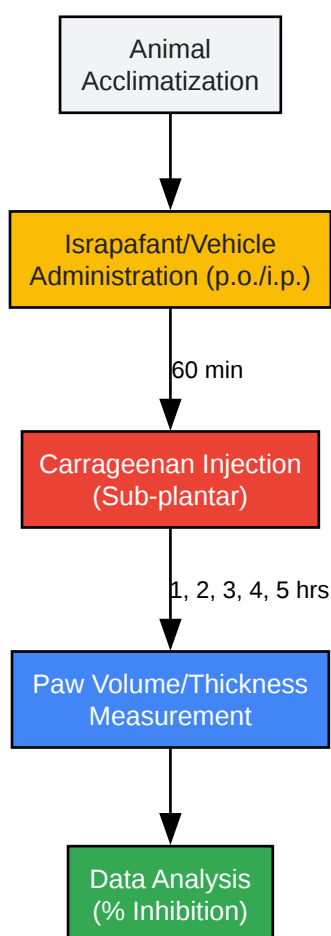 Animal
Acclimatization
Israpafant/Vehicle
Administration (p.o./i.p.)
60 min
Carrageenan Injection
(Sub-plantar)
1, 2, 3, 4, 5 hrs
Paw Volume/Thickness
Measurement
Data Analysis
(% Inhibition)